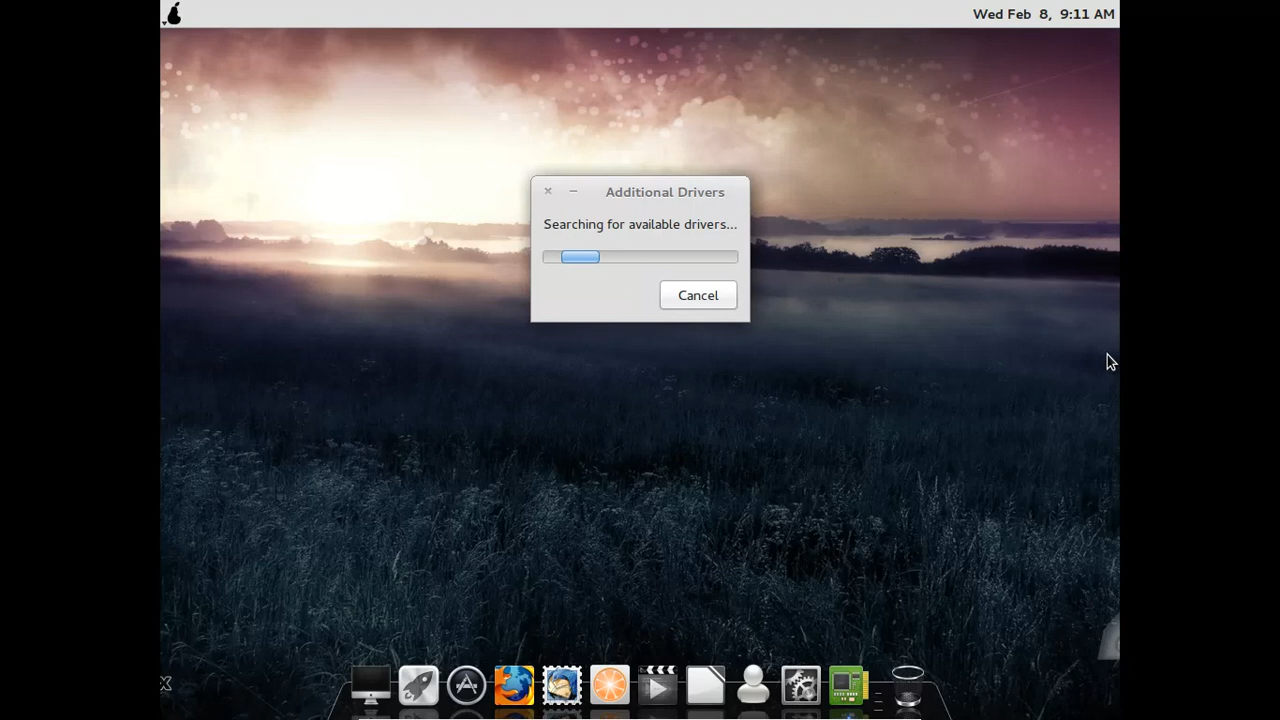 Wed Feb 8, 9:11 AM
Additional Drivers
Searching for available drivers...
Cancel